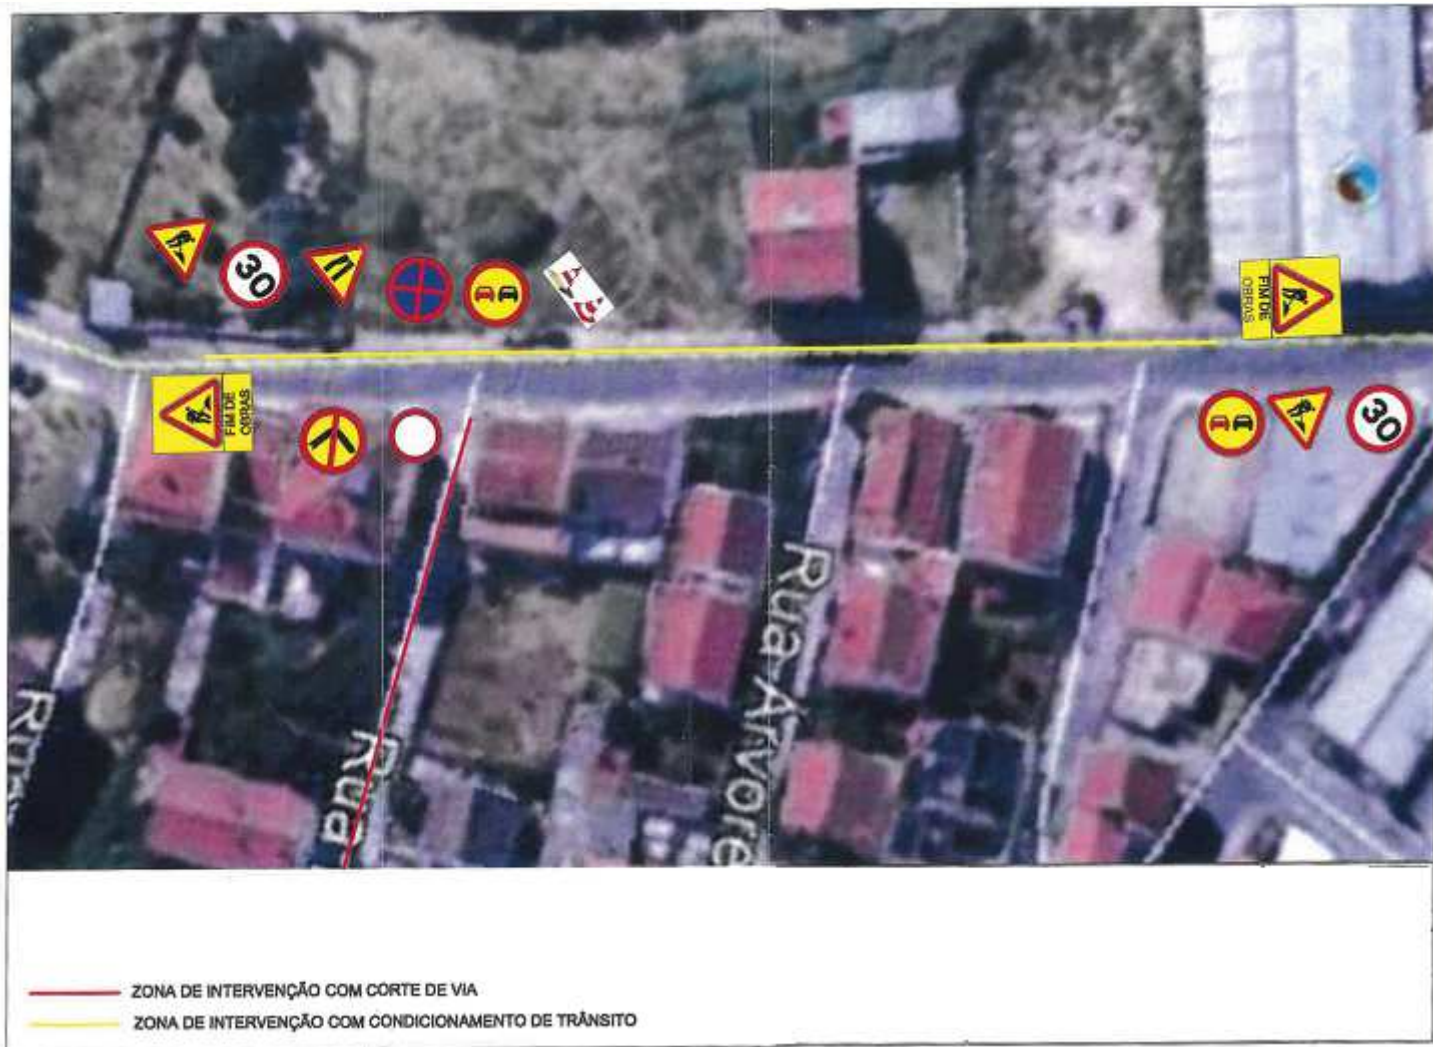 30
FIM DE
OBRAS
FIM DE
OBRAS
30
Rua Árvore
Rua
Rua
ZONA DE INTERVENÇÃO COM CORTE DE VIA
ZONA DE INTERVENÇÃO COM CONDICIONAMENTO DE TRÂNSITO